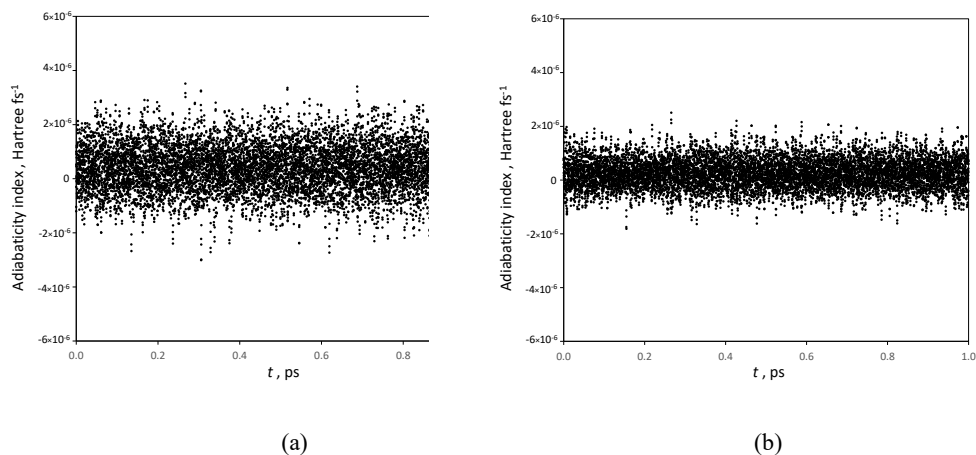 6×10⁻⁶
4×10⁻⁶
2×10⁻⁶
0
-2×10⁻⁶
-4×10⁻⁶
-6×10⁻⁶
Adiabaticity index , Hartree fs⁻¹
0.0 0.2 0.4 0.6 0.8
t , ps
(a)
6×10⁻⁶
4×10⁻⁶
2×10⁻⁶
0
-2×10⁻⁶
-4×10⁻⁶
-6×10⁻⁶
Adiabaticity index , Hartree fs⁻¹
0.0 0.2 0.4 0.6 0.8 1.0
t , ps
(b)